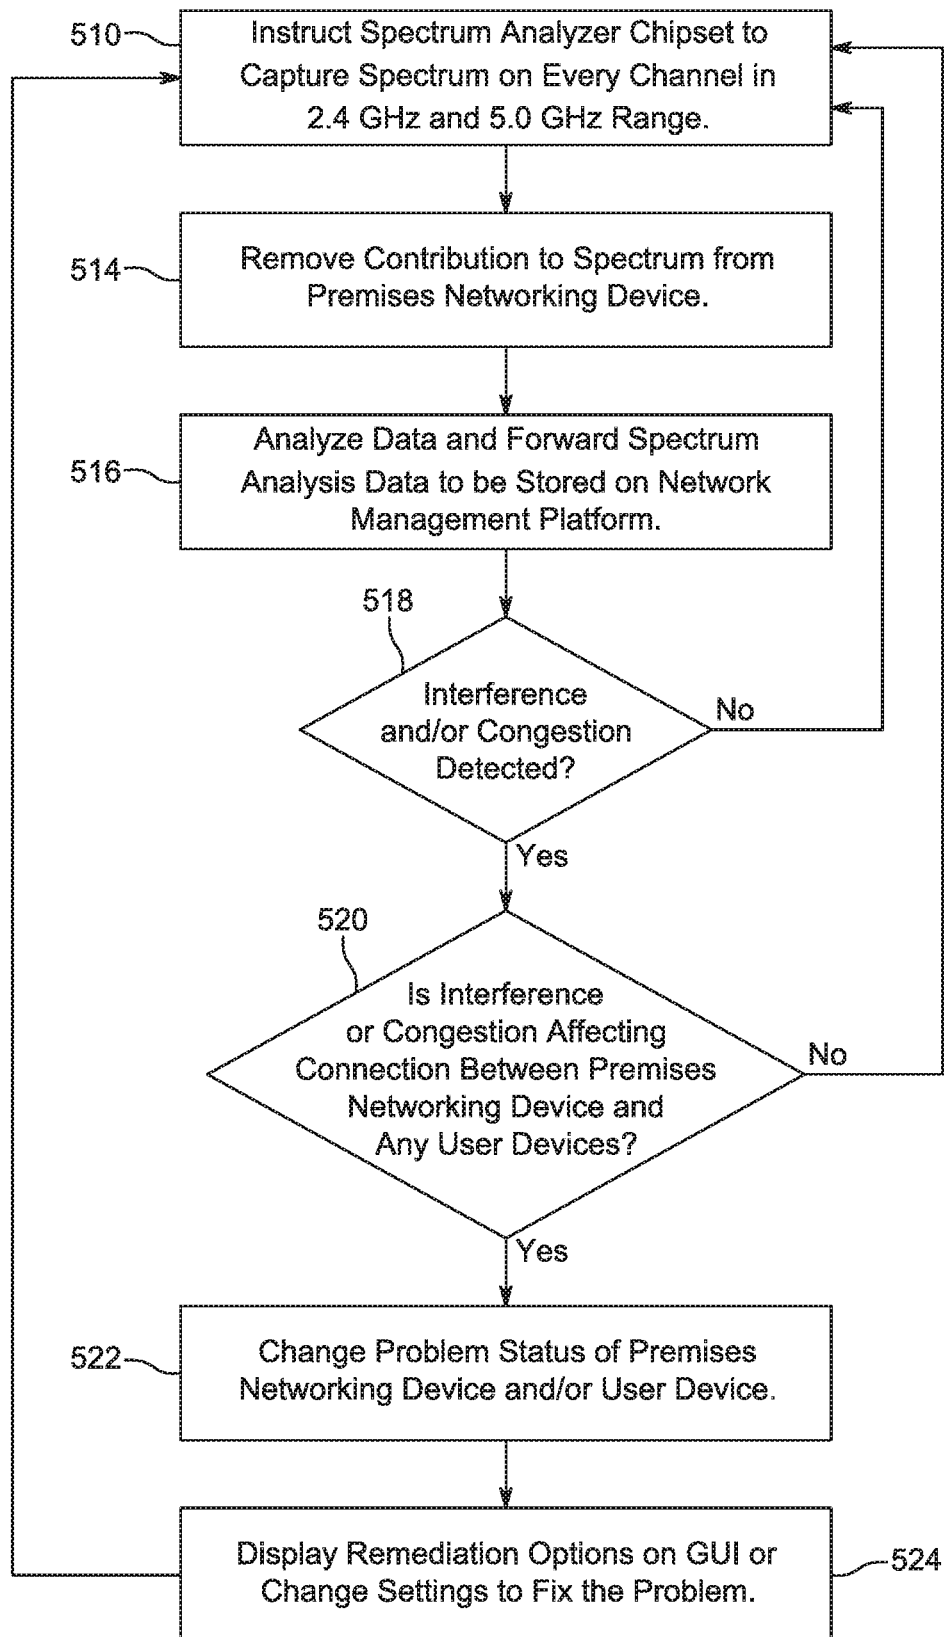 510
Instruct Spectrum Analyzer Chipset to
Capture Spectrum on Every Channel in
2.4 GHz and 5.0 GHz Range.
514
Remove Contribution to Spectrum from
Premises Networking Device.
516
Analyze Data and Forward Spectrum
Analysis Data to be Stored on Network
Management Platform.
518
Interference
and/or Congestion
Detected?
No
Yes
520
Is Interference
or Congestion Affecting
Connection Between Premises
Networking Device and
Any User Devices?
No
Yes
522
Change Problem Status of Premises
Networking Device and/or User Device.
Display Remediation Options on GUI or
Change Settings to Fix the Problem.
524